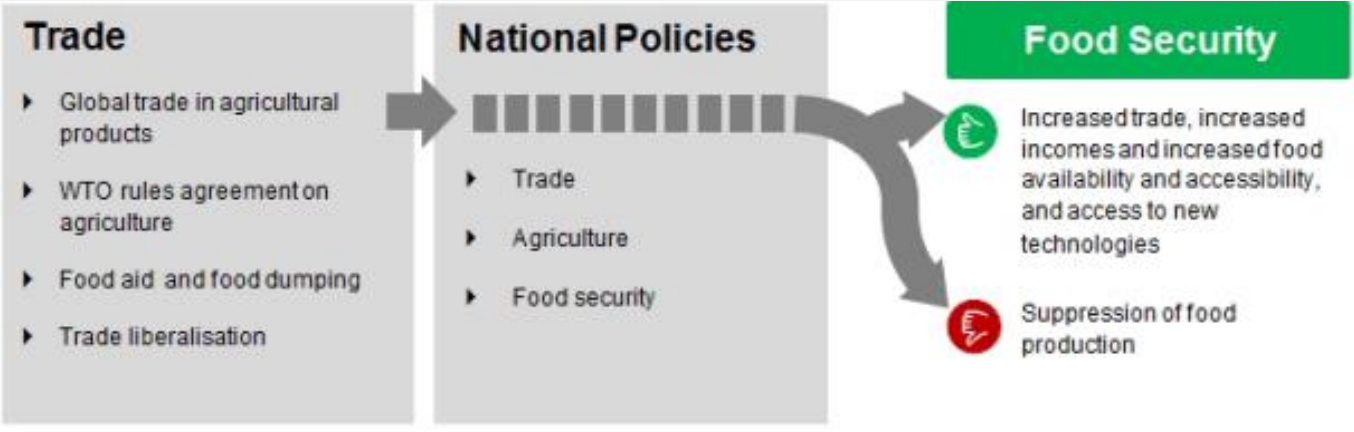 Trade
Global trade in agricultural
products
WTO rules agreement on
agriculture
Food aid and food dumping
Trade liberalisation
National Policies
Trade
Agriculture
Food security
Food Security
Increased trade, increased
incomes and increased food
availability and accessibility,
and access to new
technologies
Suppression of food
production